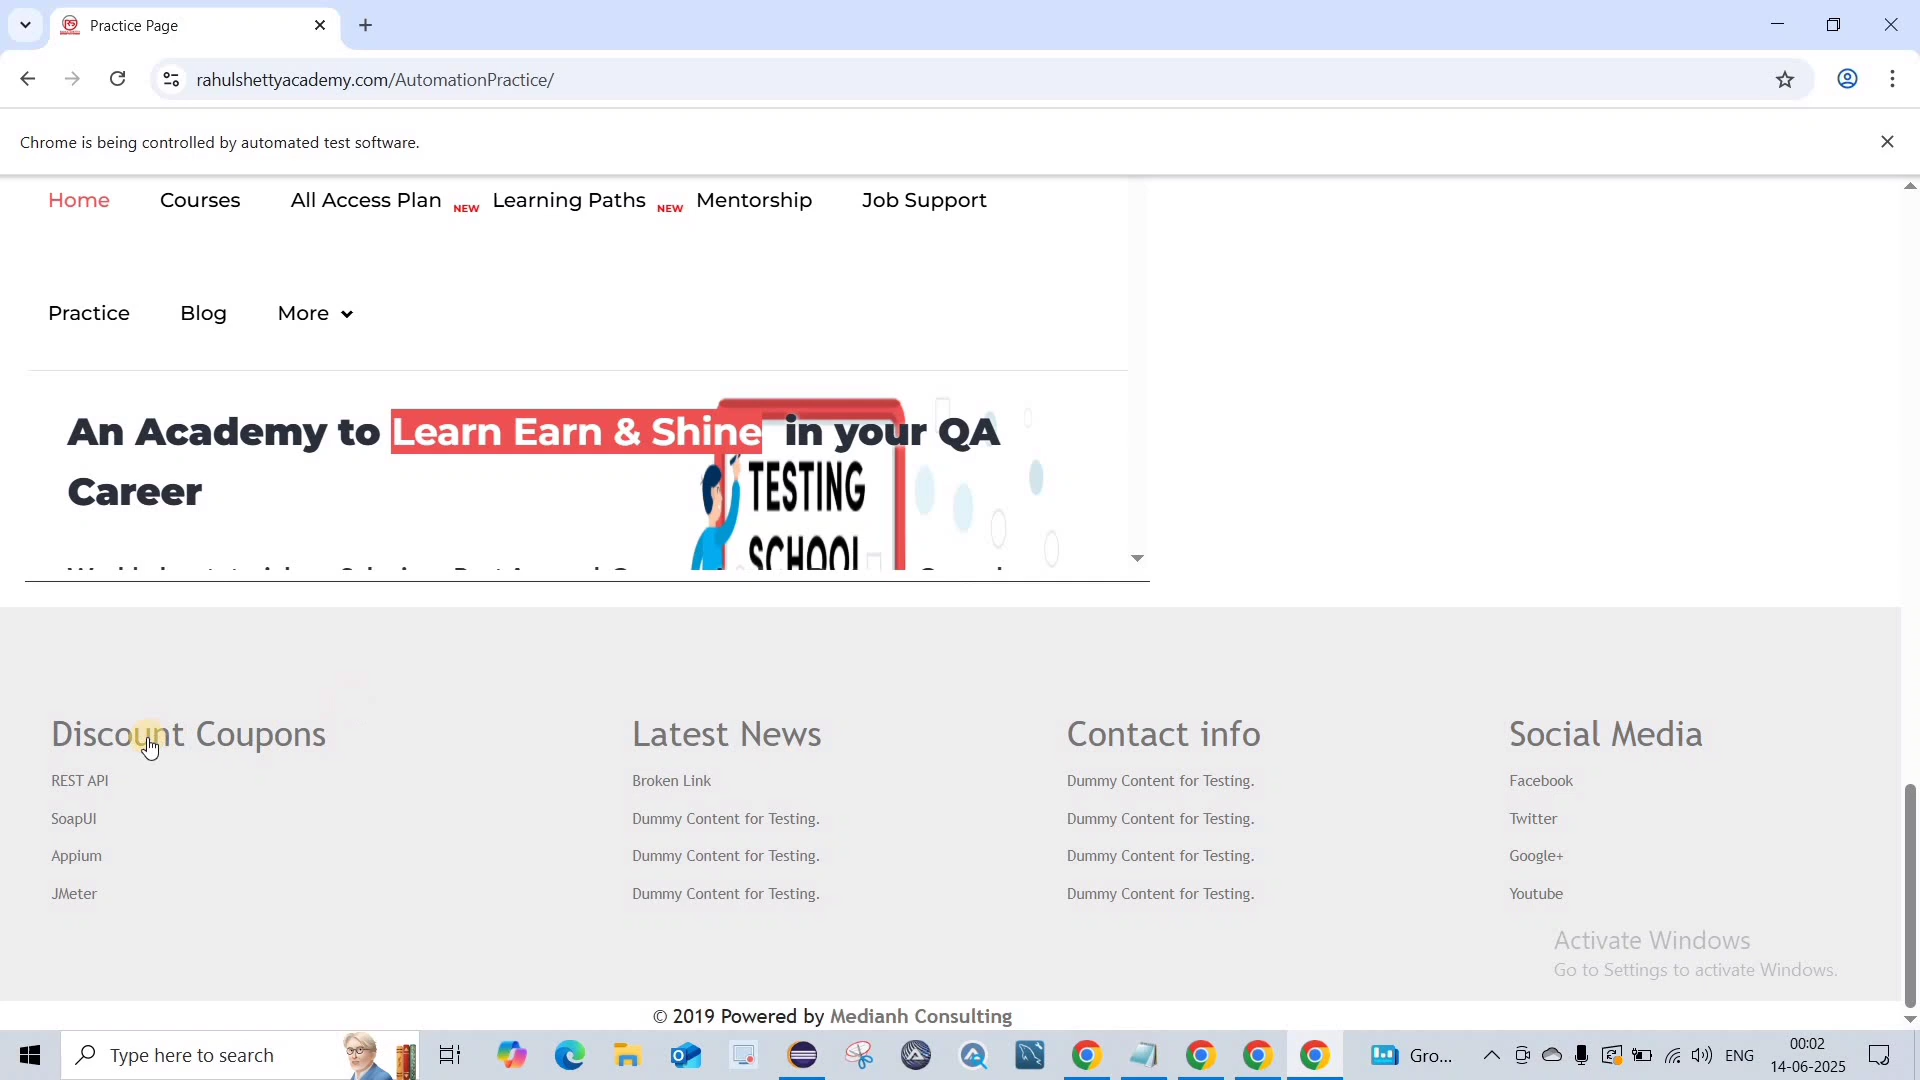 Practice Page
rahulshettyacademy.com/AutomationPractice/
Chrome is being controlled by automated test software.
Home Courses All Access Plan NEW Learning Paths NEW Mentorship Job Support
Practice Blog More
An Academy to Learn Earn & Shine in your QA
Career
TESTING
SCHOOL
Discount Coupons Latest News Contact info Social Media
REST API Broken Link Dummy Content for Testing. Facebook
SoapUI Dummy Content for Testing. Dummy Content for Testing. Twitter
Appium Dummy Content for Testing. Dummy Content for Testing. Google+
JMeter Dummy Content for Testing. Dummy Content for Testing. Youtube
Activate Windows
Go to Settings to activate Windows.
© 2019 Powered by Medianh Consulting
Type here to search
Gro...
ENG
00:02
14-06-2025